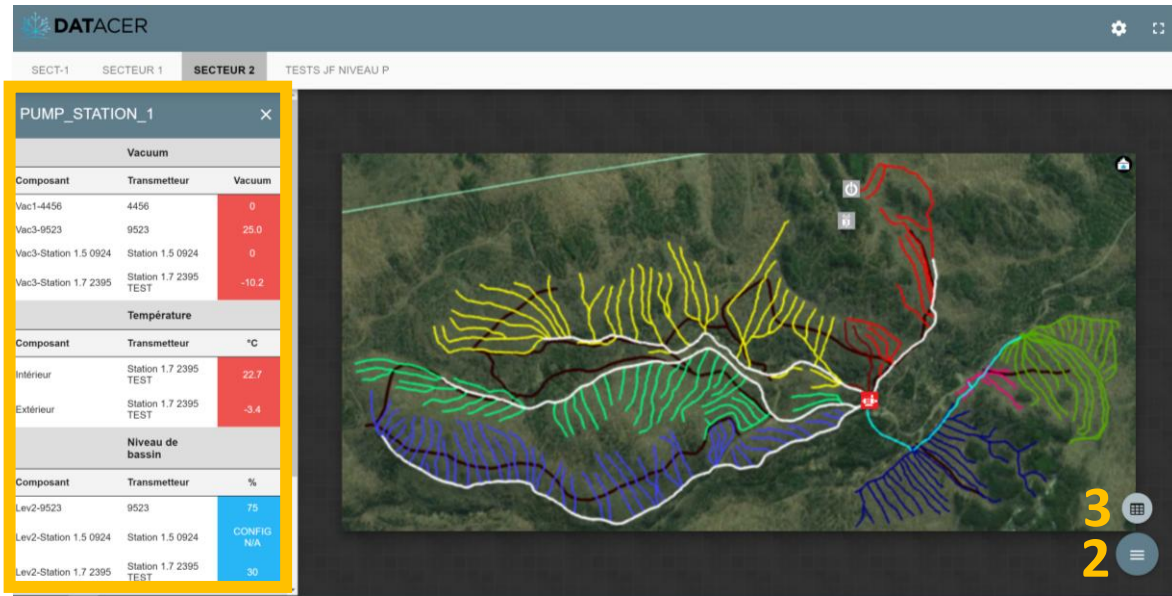 DATACER
SECT-1 SECTEUR 1 SECTEUR 2 TESTS JF NIVEAU P
PUMP_STATION_1 ×
Vacuum
Composant Transmetteur Vacuum
Vac1-4456 4456 0
Vac3-9523 9523 25.0
Vac3-Station 1.5 0924 Station 1.5 0924 0
Vac3-Station 1.7 2395 Station 1.7 2395 TEST -10.2
Température
Composant Transmetteur °C
Intérieur Station 1.7 2395 TEST 22.7
Extérieur Station 1.7 2395 TEST -3.4
Niveau de
bassin
Composant Transmetteur %
Lev2-9523 9523 75
Lev2-Station 1.5 0924 Station 1.5 0924 CONFIG N/A
Lev2-Station 1.7 2395 Station 1.7 2395 TEST 30
3
2